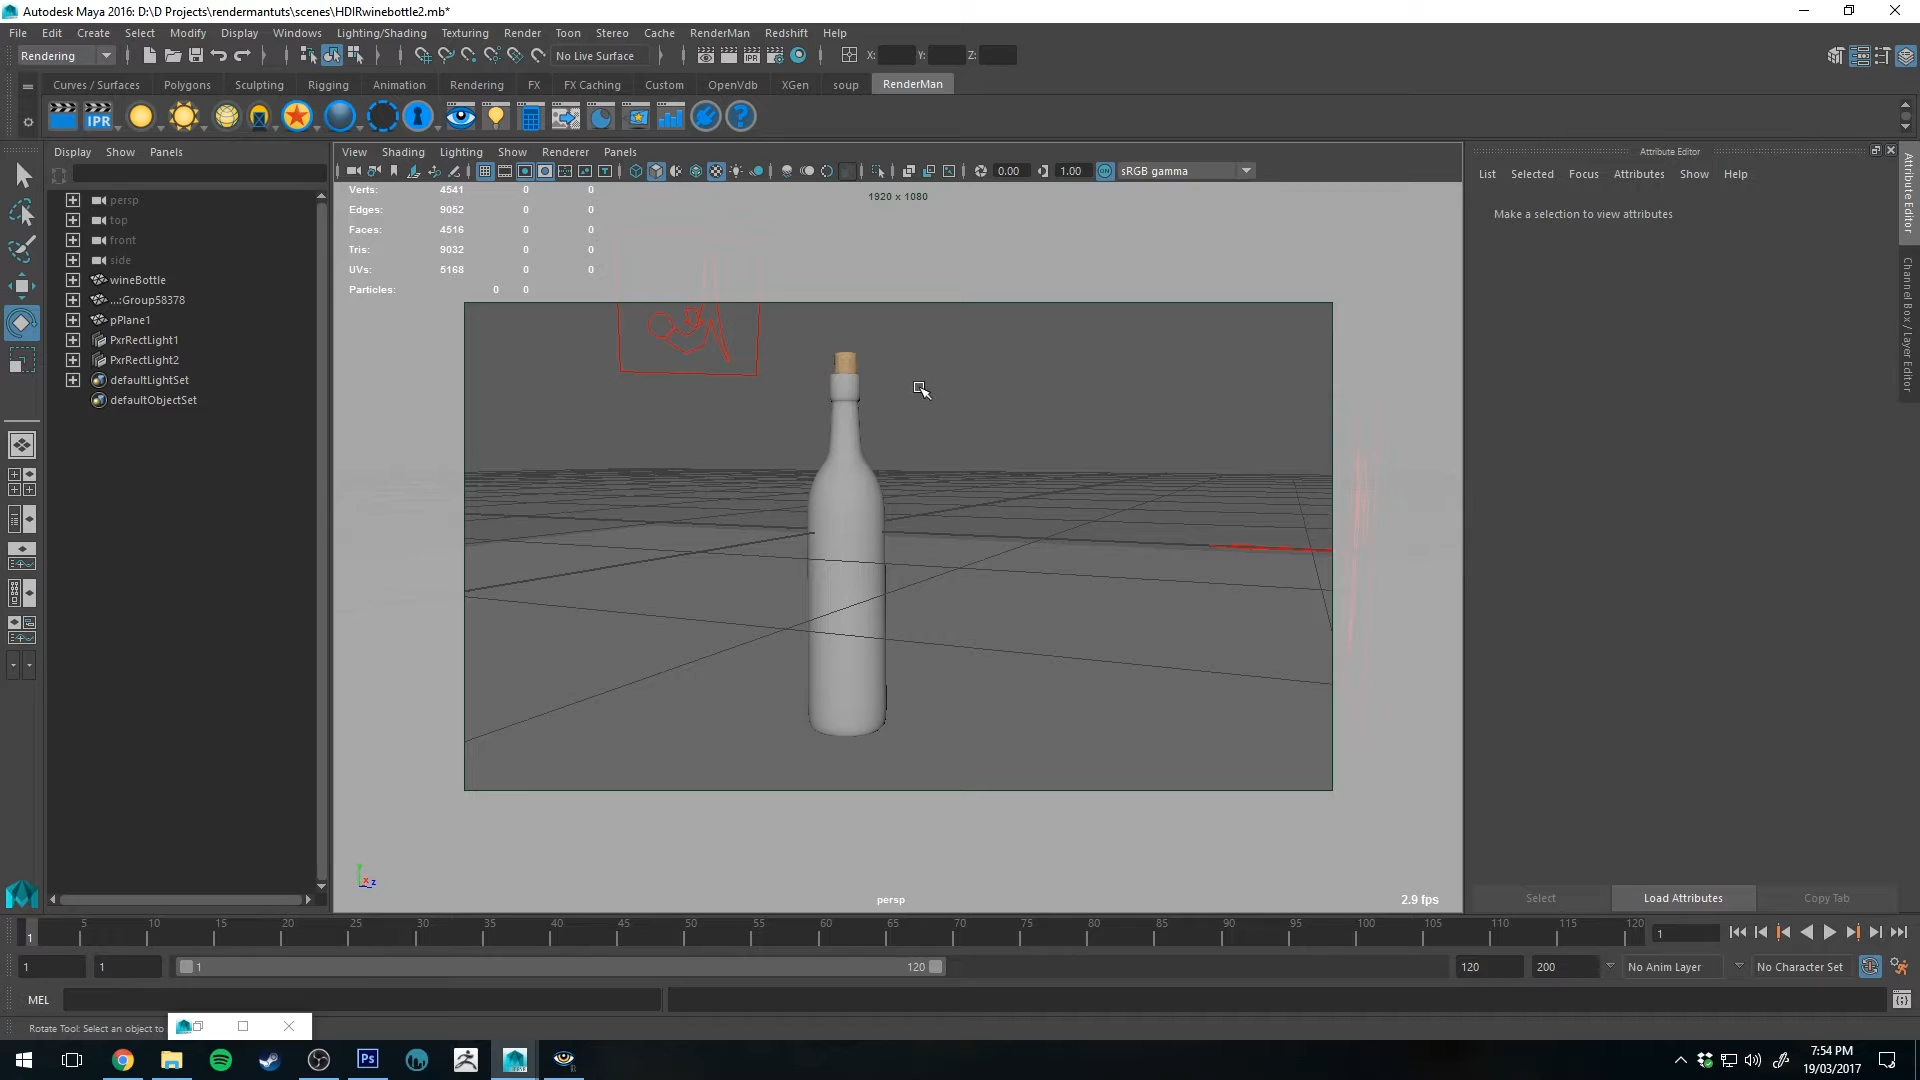 Autodesk Maya 2016: D:\D Projects\rendermantuts\scenes\HDIRwinebottle2.mb*
File Edit Create Select Modify Display Windows Lighting/Shading Texturing Render Toon Stereo Cache RenderMan Redshift Help
Rendering No Live Surface X: Y: Z:
Curves / Surfaces Polygons Sculpting Rigging Animation Rendering FX FX Caching Custom OpenVdb XGen soup RenderMan
IPR
Display Show Panels
View Shading Lighting Show Renderer Panels
0.00 1.00 sRGB gamma
Attribute Editor
List Selected Focus Attributes Show Help
Make a selection to view attributes
Attribute Editor
Channel Box / Layer Editor
persp
top
front
side
wineBottle
...:Group58378
pPlane1
PxrRectLight1
PxrRectLight2
defaultLightSet
defaultObjectSet
Verts: 4541 0 0
Edges: 9052 0 0
Faces: 4516 0 0
Tris: 9032 0 0
UVs: 5168 0 0
Particles: 0 0
1920 x 1080
persp
2.9 fps
Select Load Attributes Copy Tab
1 5 10 15 20 25 30 35 40 45 50 55 60 65 70 75 80 85 90 95 100 105 110 115 120 1
1 1 1 120 120 200 No Anim Layer No Character Set
MEL
Rotate Tool: Select an object to
Ps
7:54 PM
19/03/2017